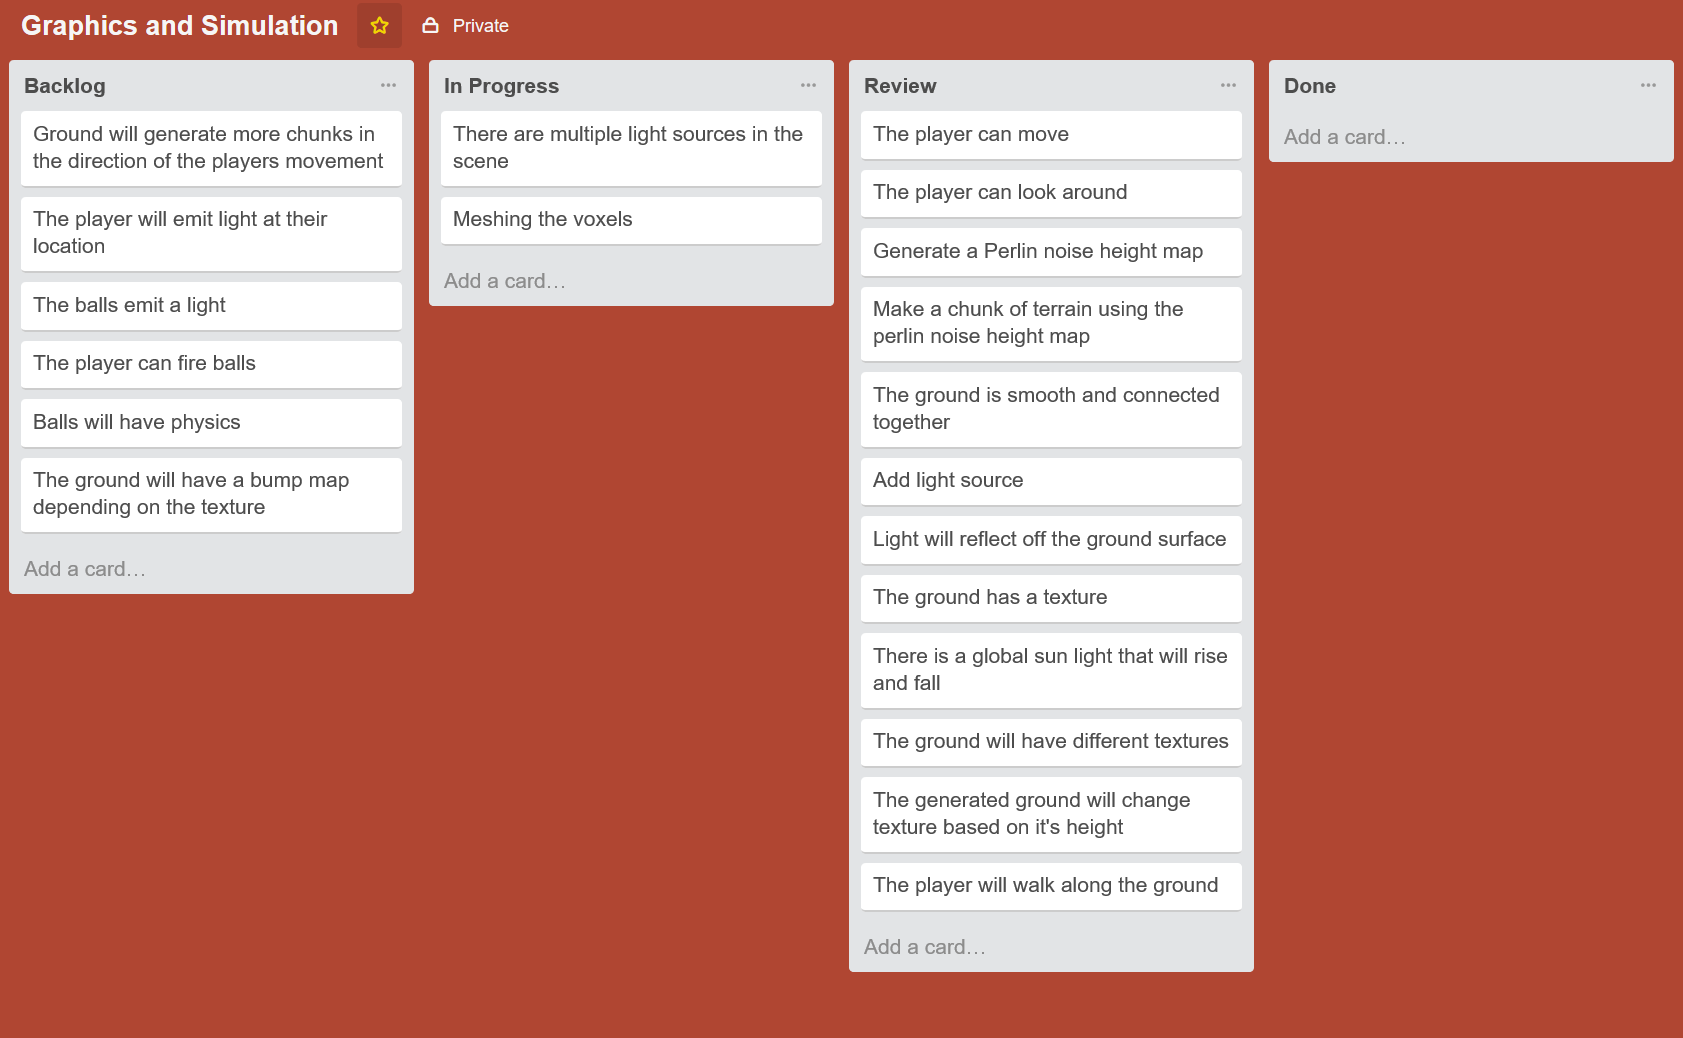 Graphics and Simulation
Private
Backlog
Ground will generate more chunks in
the direction of the players movement
The player will emit light at their
location
The balls emit a light
The player can fire balls
Balls will have physics
The ground will have a bump map
depending on the texture
Add a card…
In Progress
There are multiple light sources in the
scene
Meshing the voxels
Add a card…
Review
The player can move
The player can look around
Generate a Perlin noise height map
Make a chunk of terrain using the
perlin noise height map
The ground is smooth and connected
together
Add light source
Light will reflect off the ground surface
The ground has a texture
There is a global sun light that will rise
and fall
The ground will have different textures
The generated ground will change
texture based on it's height
The player will walk along the ground
Add a card…
Done
Add a card…